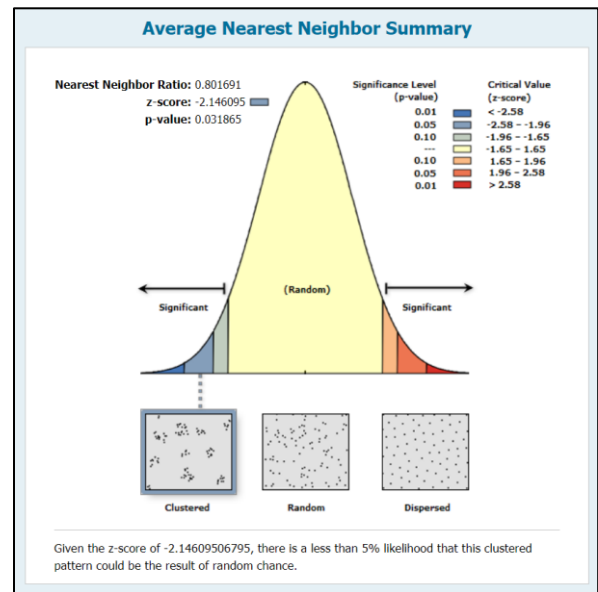 Average Nearest Neighbor Summary
Nearest Neighbor Ratio: 0.801691
z-score: -2.146095
p-value: 0.031865
Significance Level Critical Value
(p-value) (z-score)
0.01 < -2.58
0.05 -2.58 – -1.96
0.10 -1.96 – -1.65
--- -1.65 – 1.65
0.10 1.65 – 1.96
0.05 1.96 – 2.58
0.01 > 2.58
(Random)
Significant Significant
Clustered Random Dispersed
Given the z-score of -2.14609506795, there is a less than 5% likelihood that this clustered
pattern could be the result of random chance.